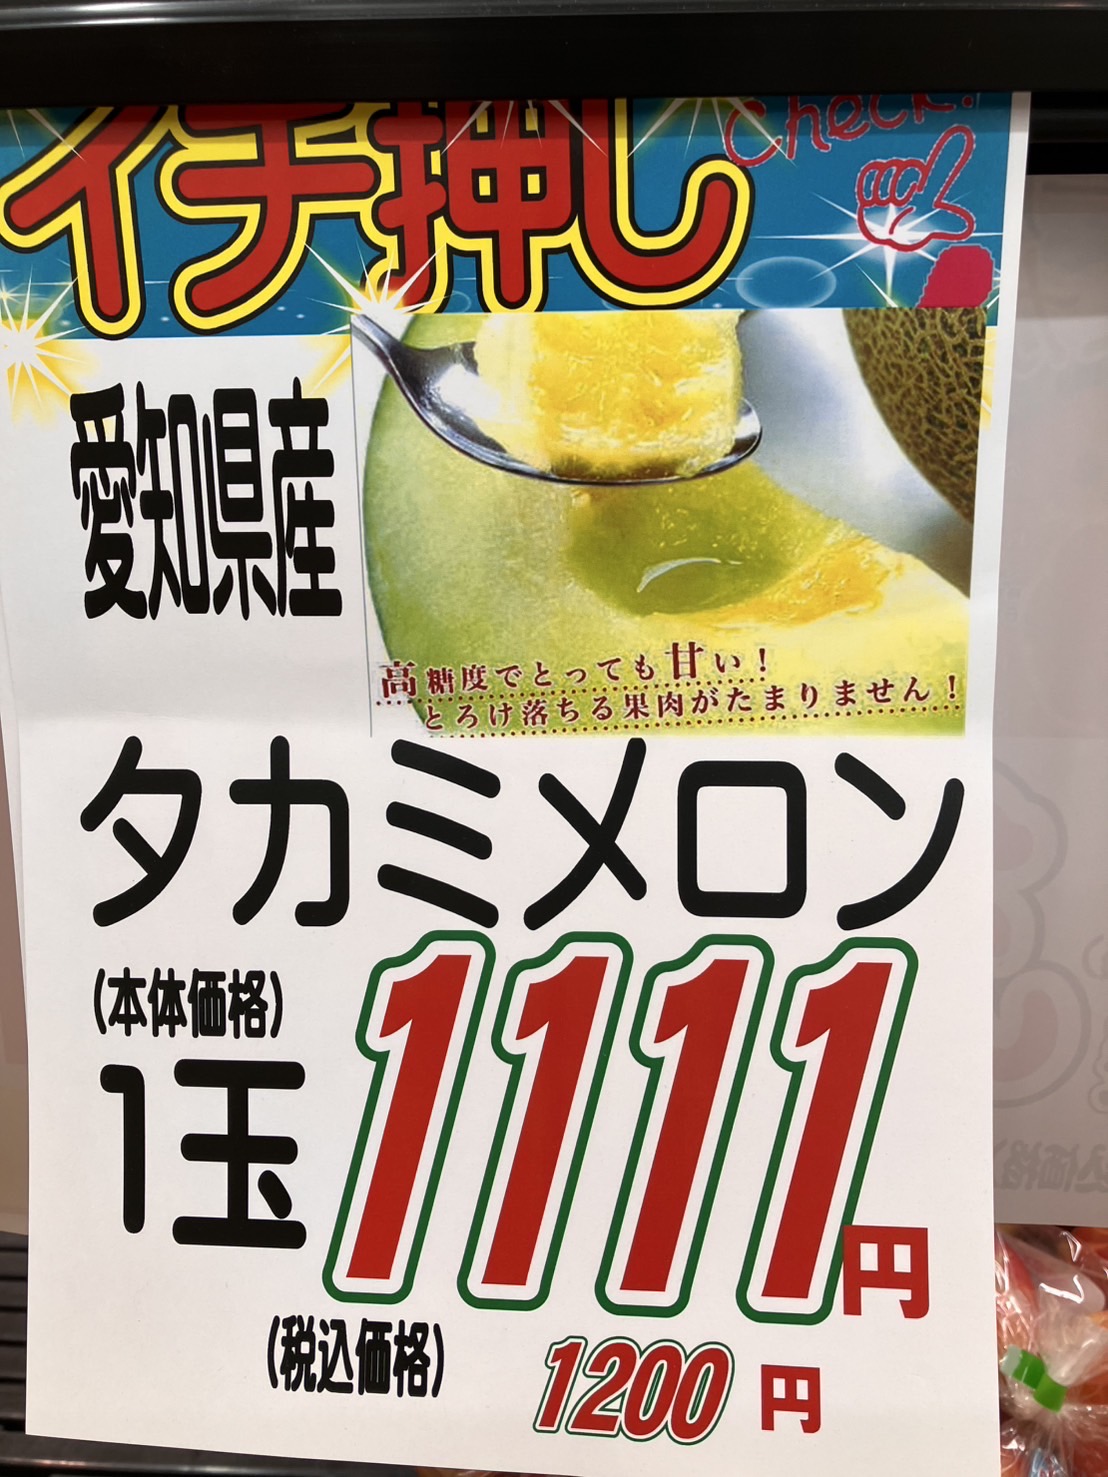 イチ押し
Check!
愛知県産
高糖度でとっても甘い！
とろけ落ちる果肉がたまりません！
タカミメロン
(本体価格)
1玉
1111円
(税込価格)
1200円